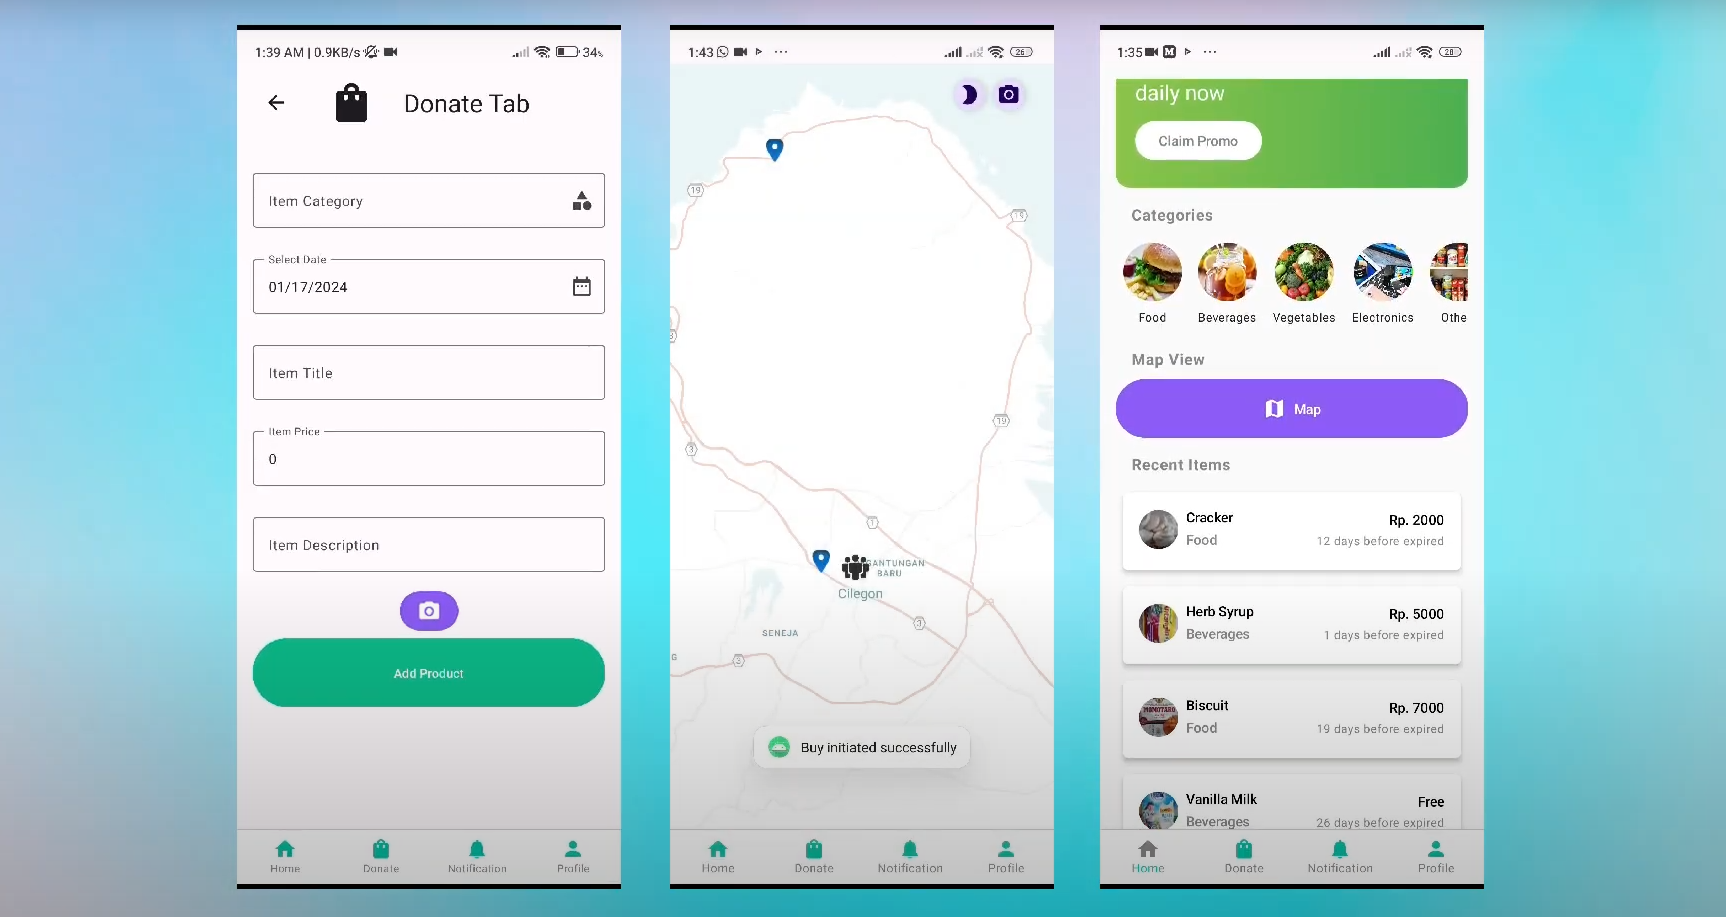 1:39 AM | 0.9KB/s
34%
Donate Tab
Item Category
Select Date
01/17/2024
Item Title
Item Price
0
Item Description
Add Product
Home
Donate
Notification
Profile
1:43
26
19
19
3
19
3
1
GANTUNGAN
BARU
Cilegon
3
SENEJA
G
3
Buy initiated successfully
Home
Donate
Notification
Profile
1:35
M
28
daily now
Claim Promo
Categories
Food
Beverages
Vegetables
Electronics
Othe
Map View
Map
Recent Items
Cracker
Rp. 2000
Food
12 days before expired
Herb Syrup
Rp. 5000
Beverages
1 days before expired
Biscuit
Rp. 7000
Food
19 days before expired
Vanilla Milk
Free
Beverages
26 days before expired
Home
Donate
Notification
Profile